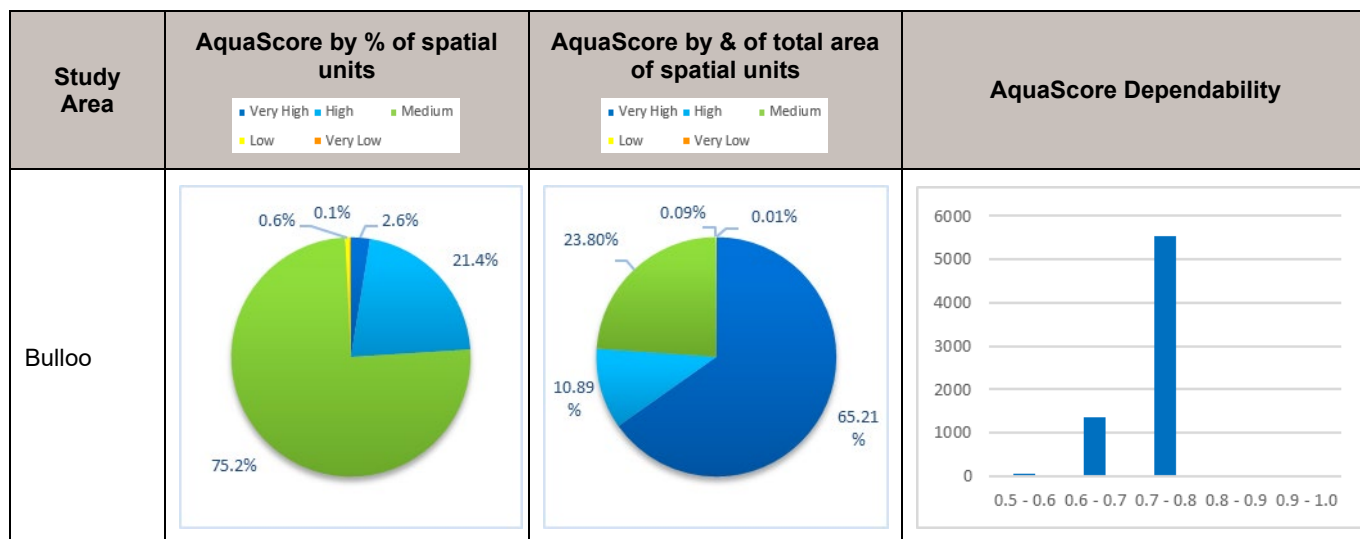 Study
Area
AquaScore by % of spatial
units
Very High High Medium
Low Very Low
AquaScore by & of total area
of spatial units
Very High High Medium
Low Very Low
AquaScore Dependability
Bulloo
0.6% 0.1% 2.6%
21.4%
75.2%
0.09% 0.01%
23.80%
10.89
%
65.21
%
6000
5000
4000
3000
2000
1000
0
0.5 - 0.6 0.6 - 0.7 0.7 - 0.8 0.8 - 0.9 0.9 - 1.0